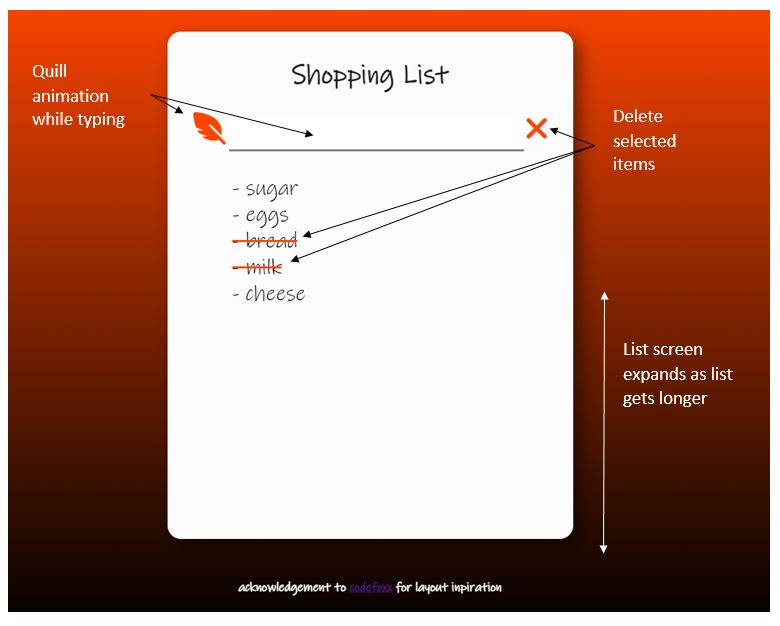 Shopping List
Quill
animation
while typing
Delete
selected
items
- sugar
- eggs
- bread
- milk
- cheese
List screen
expands as list
gets longer
acknowledgement to codefoxx for layout inpiration